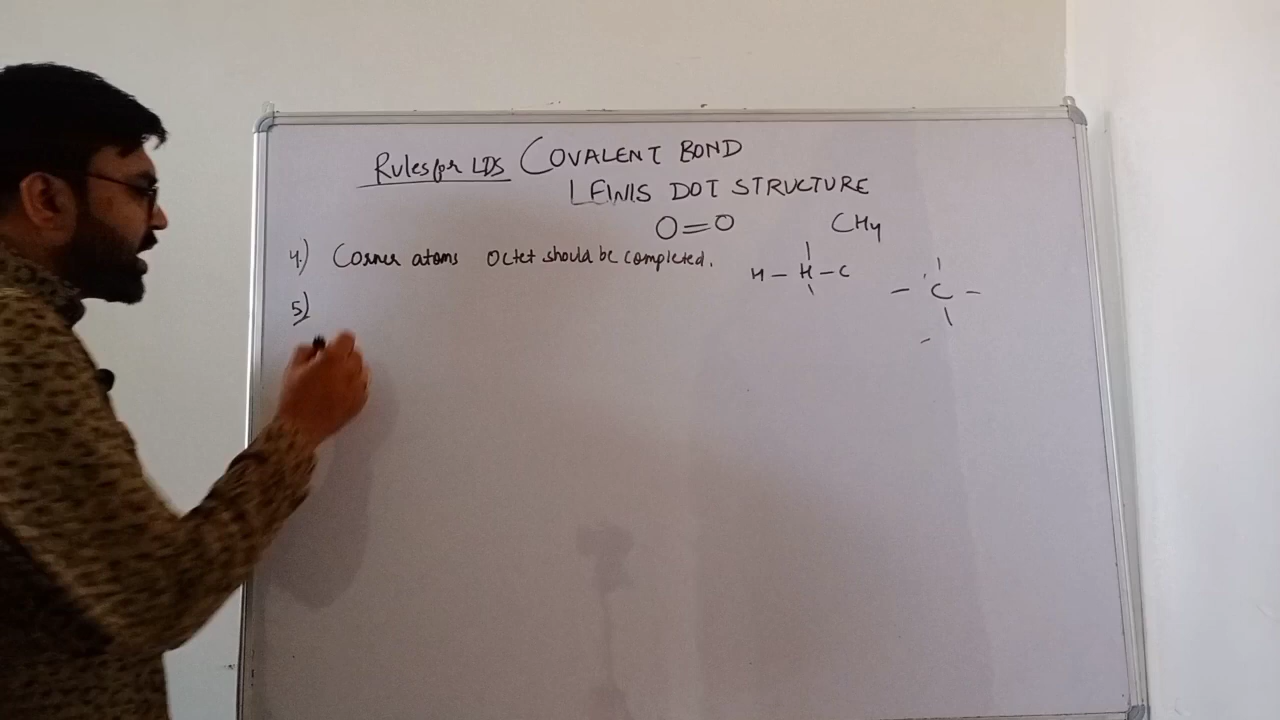 Rules for LDS COVALENT BOND
LEWIS DOT STRUCTURE
O=O CH4
4.) Corner atoms Octet should be completed.
H – H – C
– C –
5)